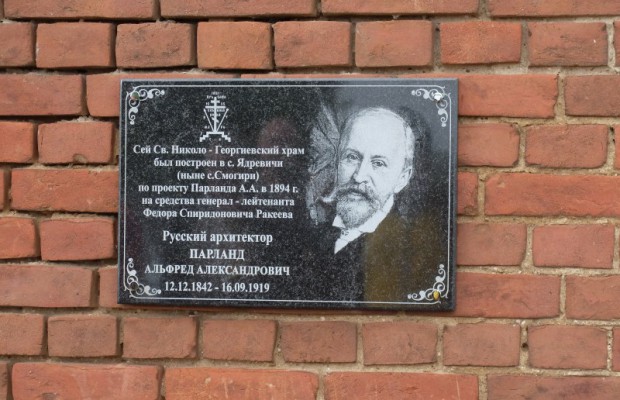 Сей Св. Николо - Георгиевский храм
был построен в с. Ядревичи
(ныне с.Смогири)
по проекту Парланда А.А. в 1894 г.
на средства генерал - лейтенанта
Федора Спиридоновича Ракеева
Русский архитектор
ПАРЛАНД
АЛЬФРЕД АЛЕКСАНДРОВИЧ
12.12.1842 - 16.09.1919